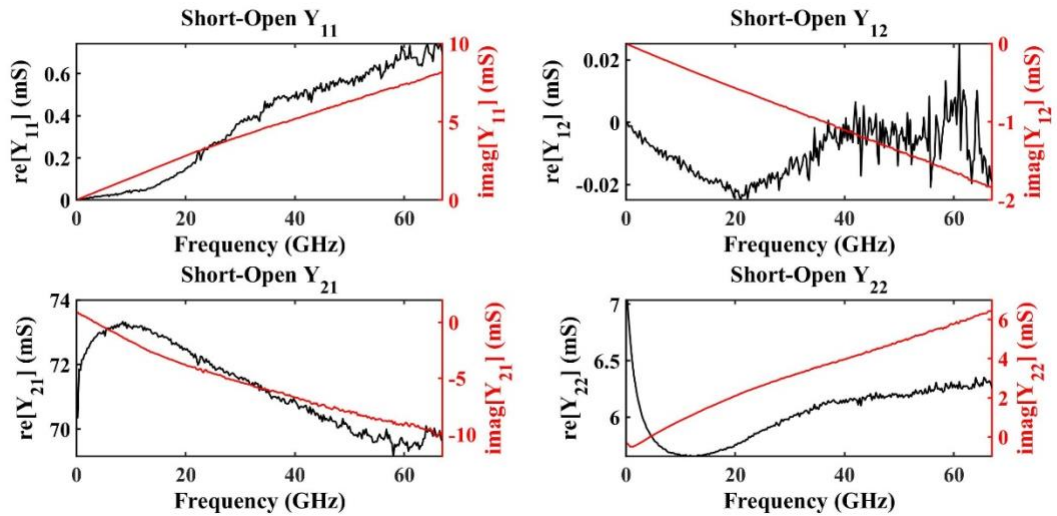 Short-Open Y11
re[Y11] (mS)
0.6
0.4
0.2
0
10
5
0
imag[Y11] (mS)
0 20 40 60
Frequency (GHz)
Short-Open Y12
re[Y12] (mS)
0.02
0
-0.02
0
-1
-2
imag[Y12] (mS)
0 20 40 60
Frequency (GHz)
Short-Open Y21
re[Y21] (mS)
74
72
70
0
-5
-10
imag[Y21] (mS)
0 20 40 60
Frequency (GHz)
Short-Open Y22
re[Y22] (mS)
7
6.5
6
6
4
2
0
imag[Y22] (mS)
0 20 40 60
Frequency (GHz)